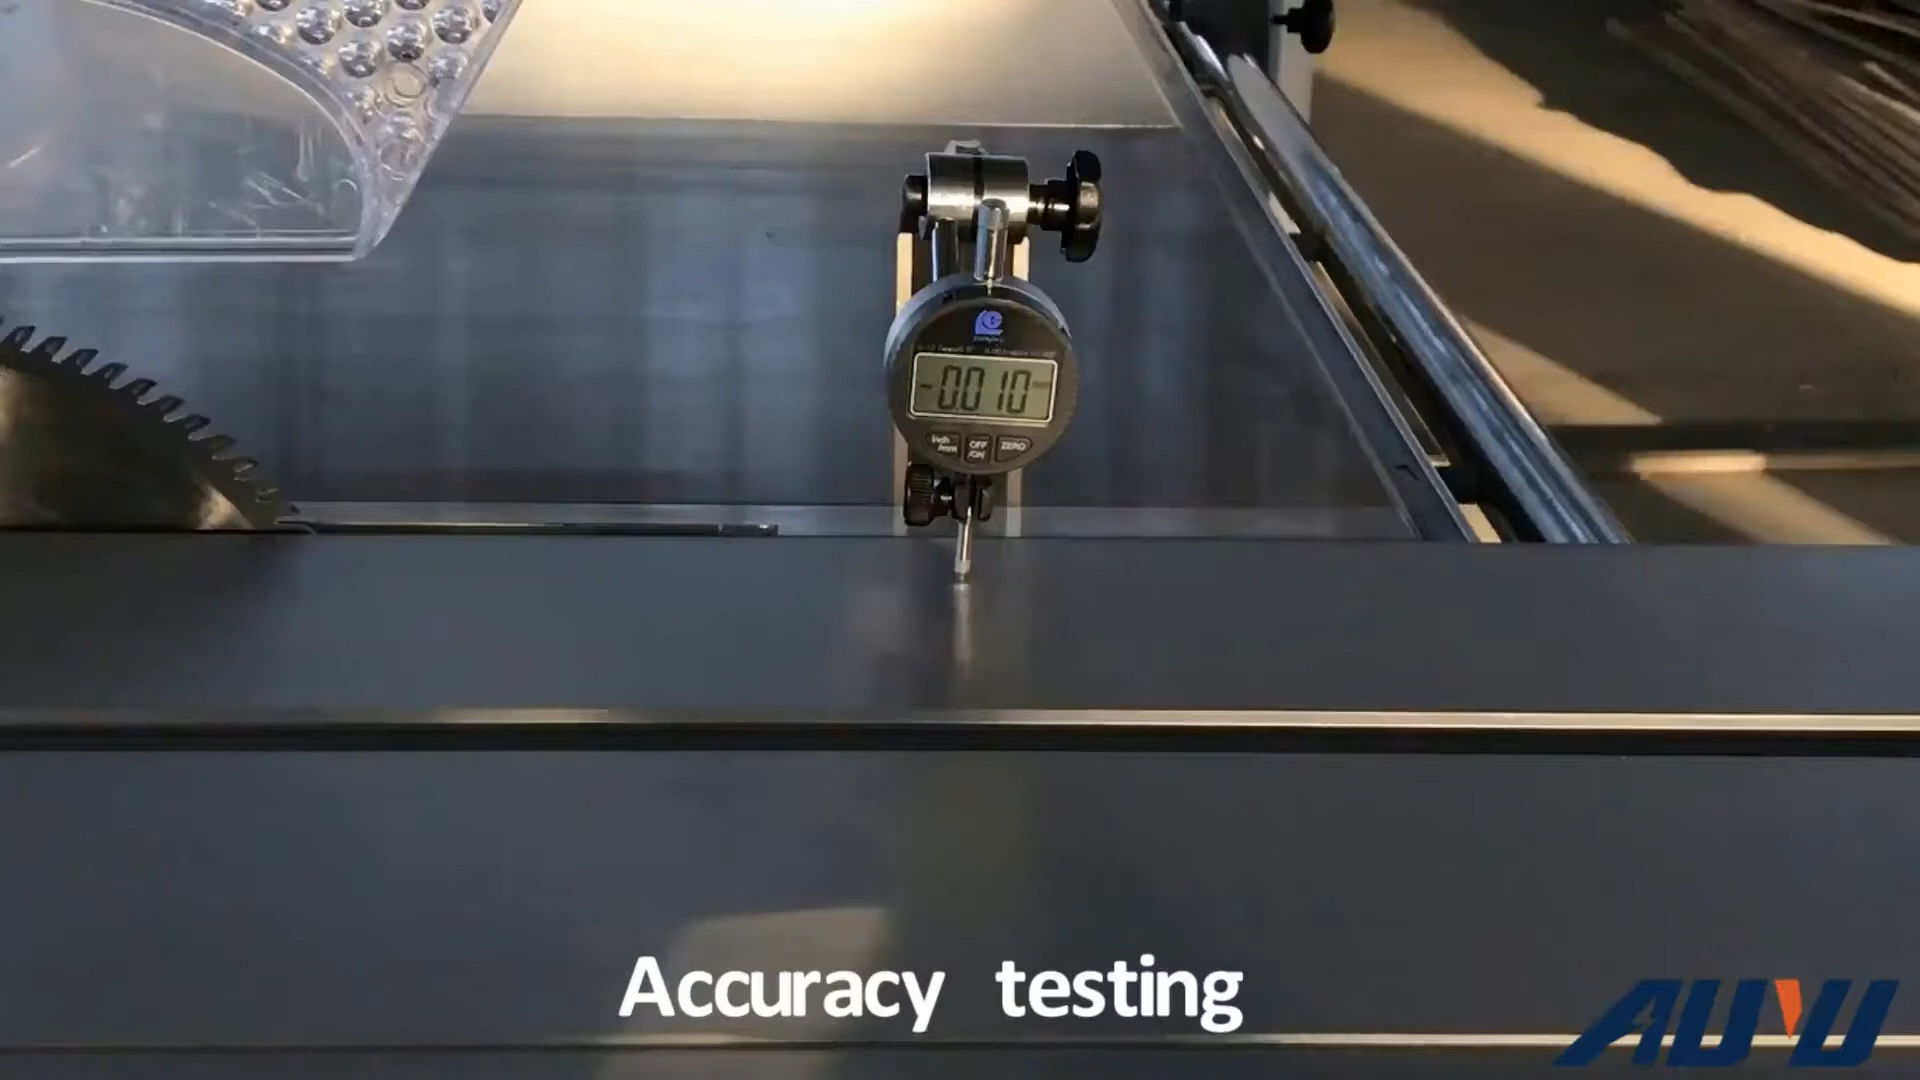 -0.010
inch
/mm
OFF
/ON
ZERO
Accuracy testing
AUYU